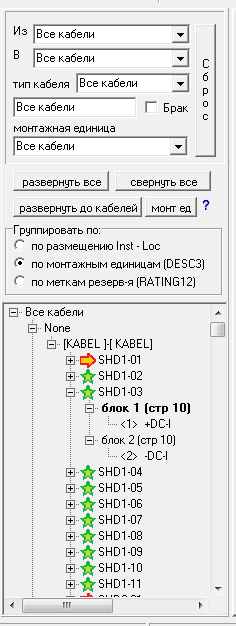 Из Все кабели
В Все кабели
тип кабеля Все кабели
Все кабели Брак
монтажная единица
Все кабели
Сброс
развернуть все свернуть все
развернуть до кабелей монт ед ?
Группировать по:
по размещению Inst - Loc
по монтажным единицам (DESC3)
по меткам резерв-я (RATING12)
Все кабели
None
[KABEL ]-[ KABEL]
SHD1-01
SHD1-02
SHD1-03
блок 1 (стр 10)
<1> +DC-I
блок 2 (стр 10)
<2> -DC-I
SHD1-04
SHD1-05
SHD1-06
SHD1-07
SHD1-08
SHD1-09
SHD1-10
SHD1-11